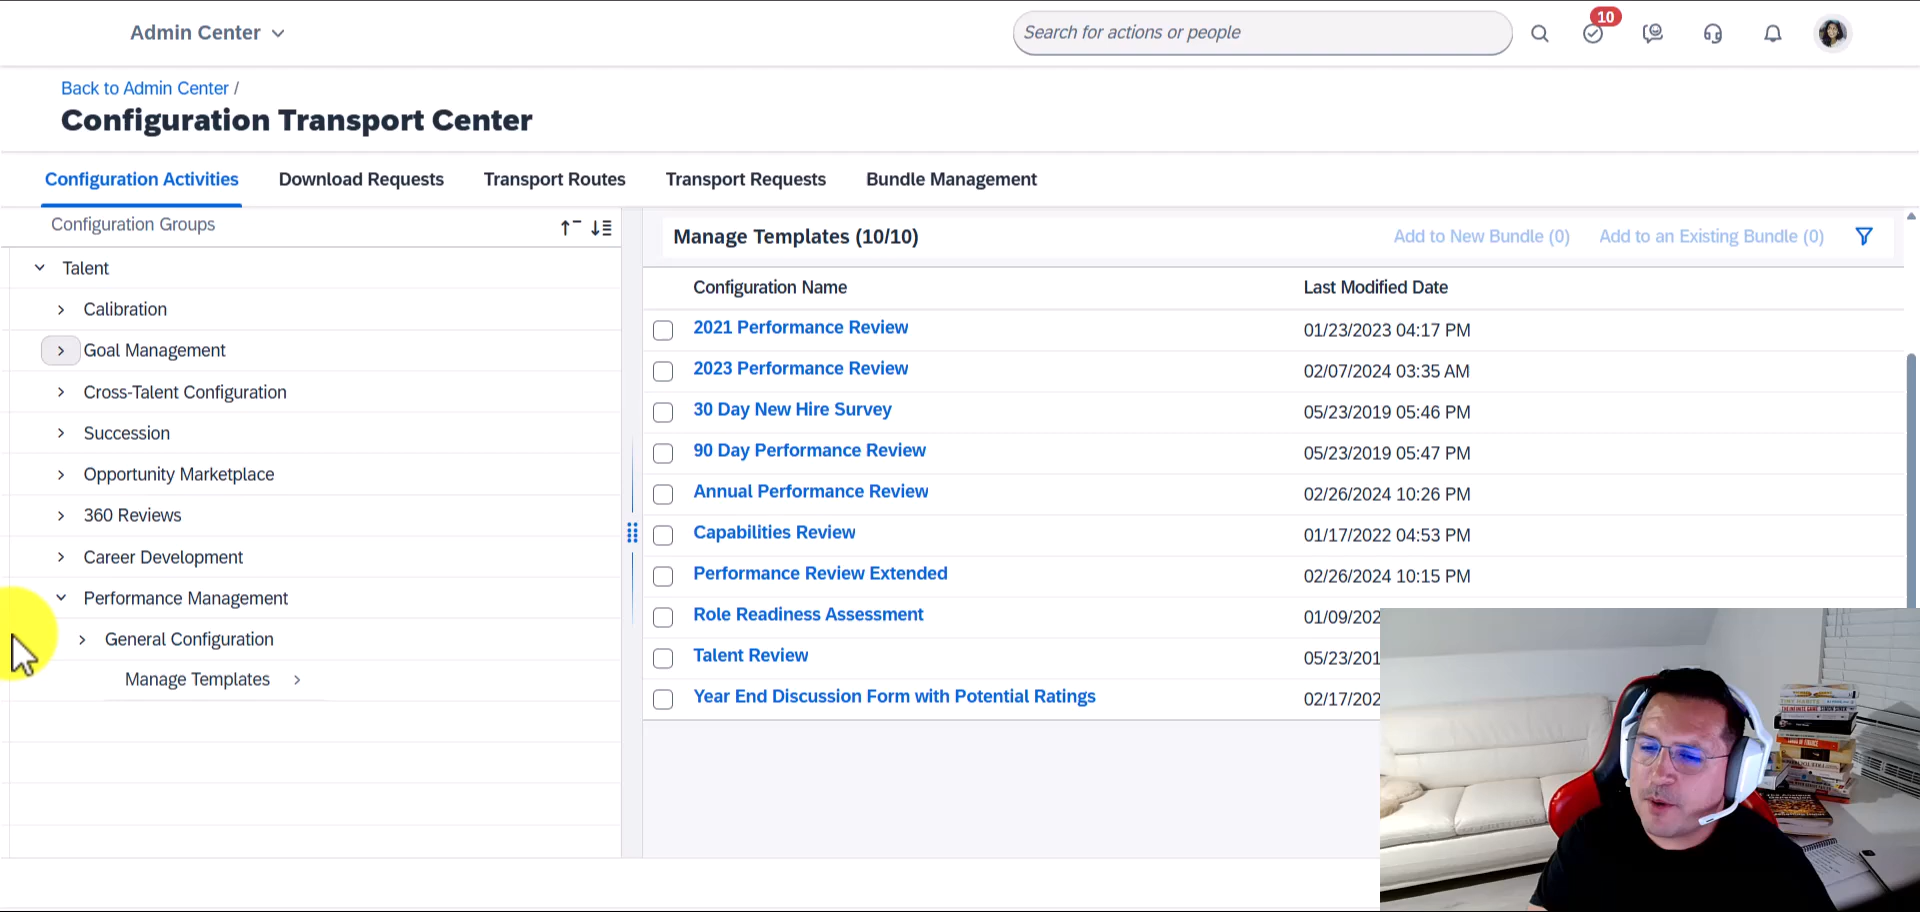 Admin Center
Search for actions or people
10
Back to Admin Center /
Configuration Transport Center
Configuration Activities
Download Requests
Transport Routes
Transport Requests
Bundle Management
Configuration Groups
Talent
Calibration
Goal Management
Cross-Talent Configuration
Succession
Opportunity Marketplace
360 Reviews
Career Development
Performance Management
General Configuration
Manage Templates
Manage Templates (10/10)
Add to New Bundle (0)
Add to an Existing Bundle (0)
Configuration Name Last Modified Date
2021 Performance Review 01/23/2023 04:17 PM
2023 Performance Review 02/07/2024 03:35 AM
30 Day New Hire Survey 05/23/2019 05:46 PM
90 Day Performance Review 05/23/2019 05:47 PM
Annual Performance Review 02/26/2024 10:26 PM
Capabilities Review 01/17/2022 04:53 PM
Performance Review Extended 02/26/2024 10:15 PM
Role Readiness Assessment 01/09/202
Talent Review 05/23/201
Year End Discussion Form with Potential Ratings 02/17/202